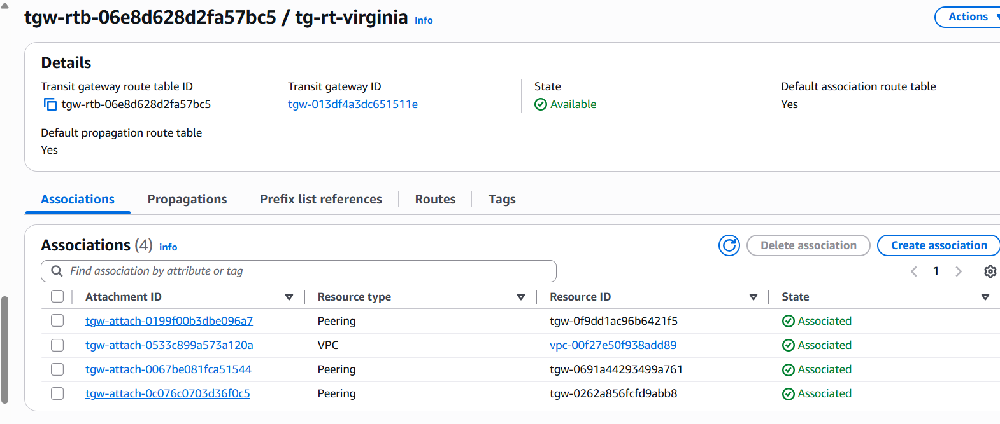 tgw-rtb-06e8d628d2fa57bc5 / tg-rt-virginia Info
Actions
Details
Transit gateway route table ID
tgw-rtb-06e8d628d2fa57bc5
Transit gateway ID
tgw-013df4a3dc651511e
State
Available
Default association route table
Yes
Default propagation route table
Yes
Associations Propagations Prefix list references Routes Tags
Associations (4) info
Delete association Create association
Find association by attribute or tag
1
Attachment ID Resource type Resource ID State
tgw-attach-0199f00b3dbe096a7 Peering tgw-0f9dd1ac96b6421f5 Associated
tgw-attach-0533c899a573a120a VPC vpc-00f27e50f938add89 Associated
tgw-attach-0067be081fca51544 Peering tgw-0691a44293499a761 Associated
tgw-attach-0c076c0703d36f0c5 Peering tgw-0262a856fcfd9abb8 Associated